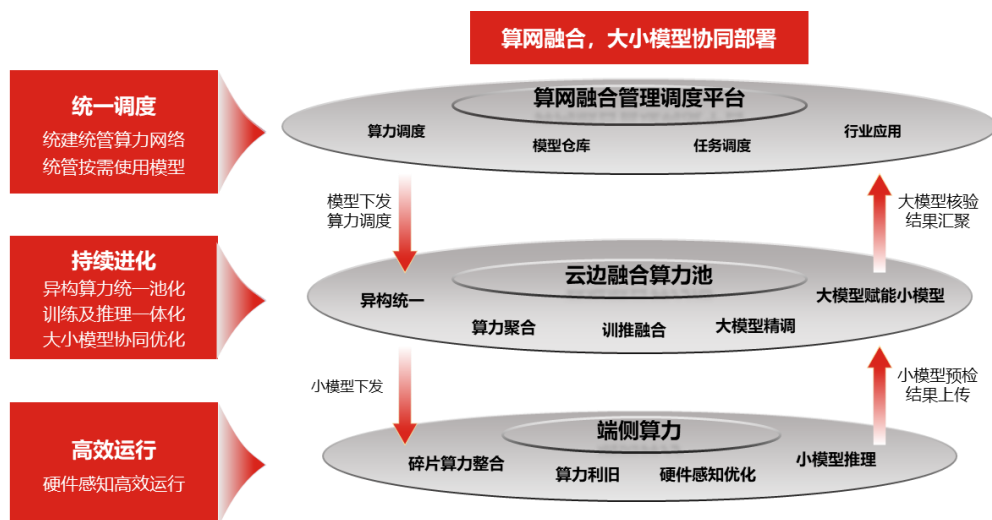 算网融合，大小模型协同部署
统一调度
统建统管算力网络
统管按需使用模型
算网融合管理调度平台
算力调度
模型仓库
任务调度
行业应用
模型下发
算力调度
大模型核验
结果汇聚
持续进化
异构算力统一池化
训练及推理一体化
大小模型协同优化
云边融合算力池
异构统一
算力聚合
训推融合
大模型精调
大模型赋能小模型
小模型下发
小模型预检
结果上传
高效运行
硬件感知高效运行
端侧算力
碎片算力整合
算力利旧
硬件感知优化
小模型推理